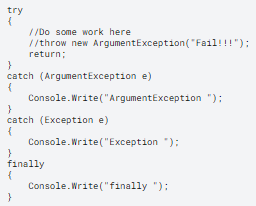 try
{
    //Do some work here
    //throw new ArgumentException("Fail!!!");
    return;
}
catch (ArgumentException e)
{
    Console.Write("ArgumentException ");
}
catch (Exception e)
{
    Console.Write("Exception ");
}
finally
{
    Console.Write("finally ");
}